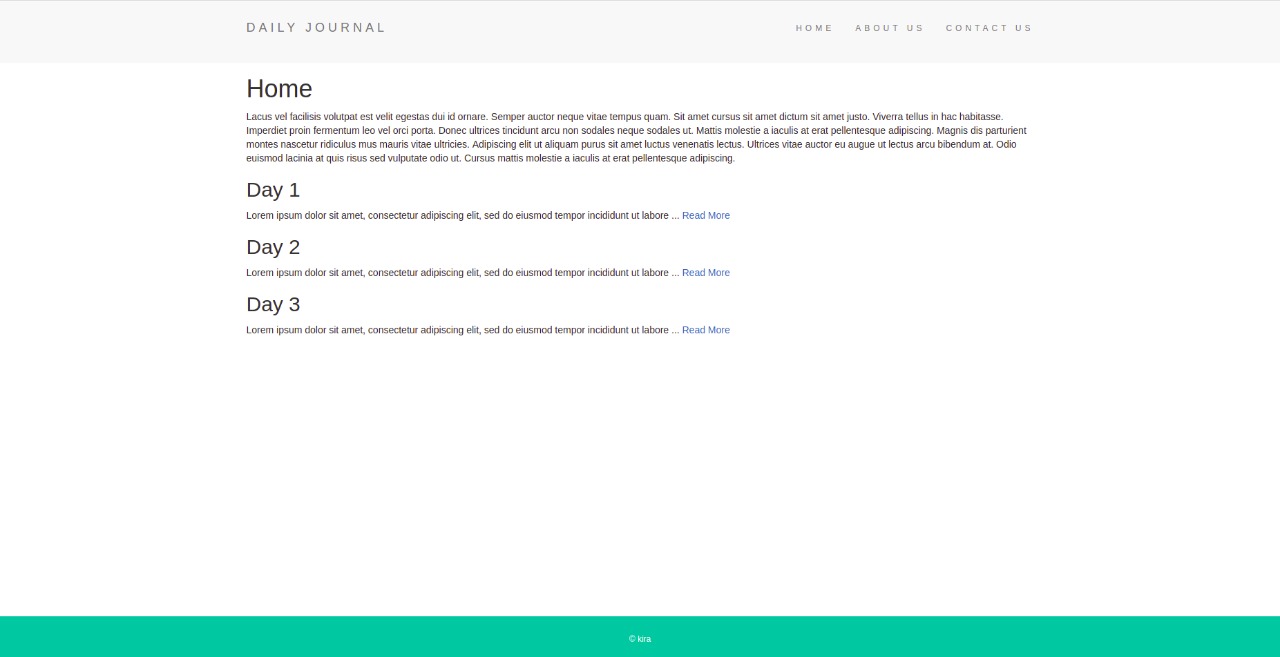 DAILY JOURNAL
HOME ABOUT US CONTACT US
Home
Lacus vel facilisis volutpat est velit egestas dui id ornare. Semper auctor neque vitae tempus quam. Sit amet cursus sit amet dictum sit amet justo. Viverra tellus in hac habitasse.
Imperdiet proin fermentum leo vel orci porta. Donec ultrices tincidunt arcu non sodales neque sodales ut. Mattis molestie a iaculis at erat pellentesque adipiscing. Magnis dis parturient
montes nascetur ridiculus mus mauris vitae ultricies. Adipiscing elit ut aliquam purus sit amet luctus venenatis lectus. Ultrices vitae auctor eu augue ut lectus arcu bibendum at. Odio
euismod lacinia at quis risus sed vulputate odio ut. Cursus mattis molestie a iaculis at erat pellentesque adipiscing.
Day 1
Lorem ipsum dolor sit amet, consectetur adipiscing elit, sed do eiusmod tempor incididunt ut labore ... Read More
Day 2
Lorem ipsum dolor sit amet, consectetur adipiscing elit, sed do eiusmod tempor incididunt ut labore ... Read More
Day 3
Lorem ipsum dolor sit amet, consectetur adipiscing elit, sed do eiusmod tempor incididunt ut labore ... Read More
© kira